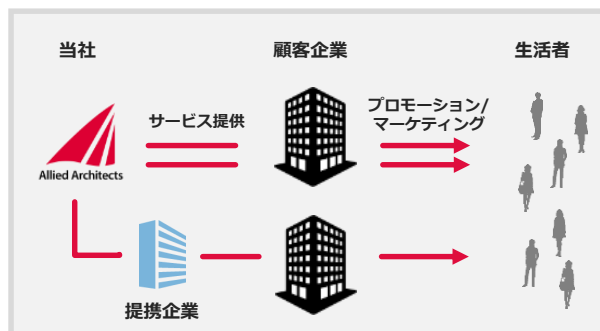 当社
顧客企業
生活者
サービス提供
プロモーション/
マーケティング
Allied Architects
提携企業